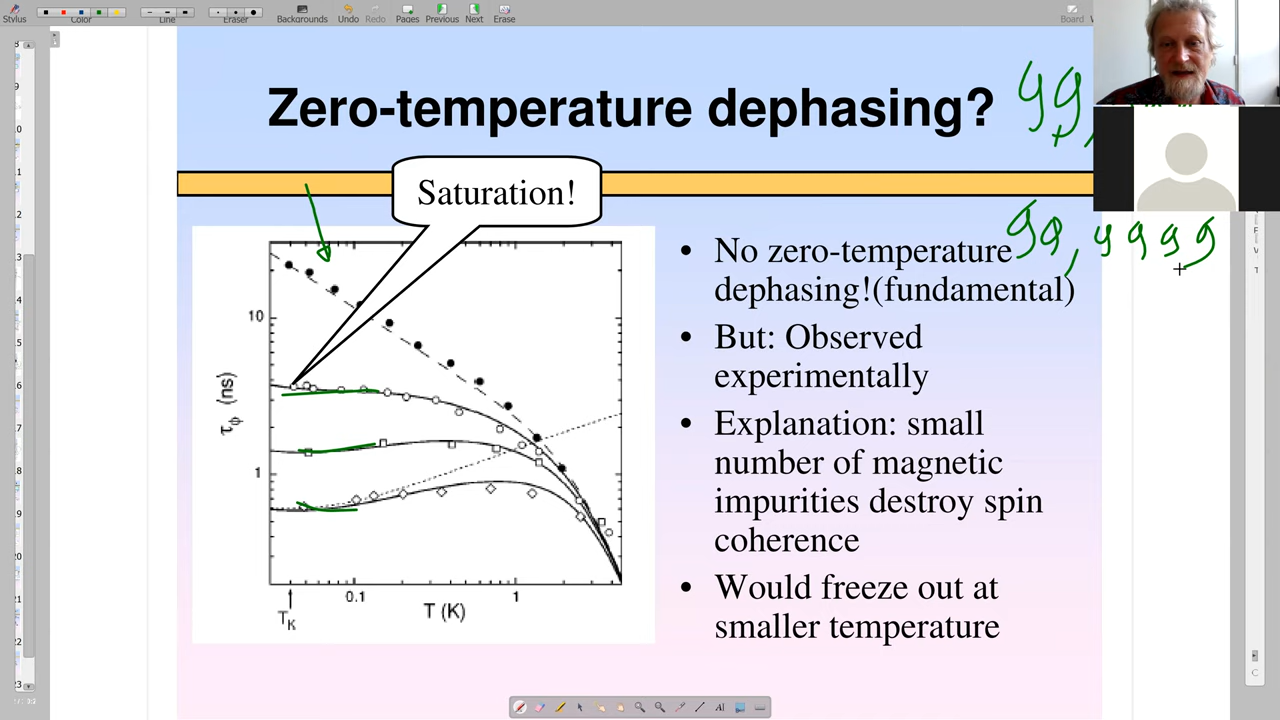 Stylus
Color
Line
Eraser
Backgrounds
Undo
Redo
Pages
Previous
Next
Erase
Board
Zero-temperature dephasing?
99,
Saturation!
99,9999
• No zero-temperature
dephasing!(fundamental)
• But: Observed
experimentally
• Explanation: small
number of magnetic
impurities destroy spin
coherence
• Would freeze out at
smaller temperature
10
1
τφ (ns)
TK
0.1
1
T (K)